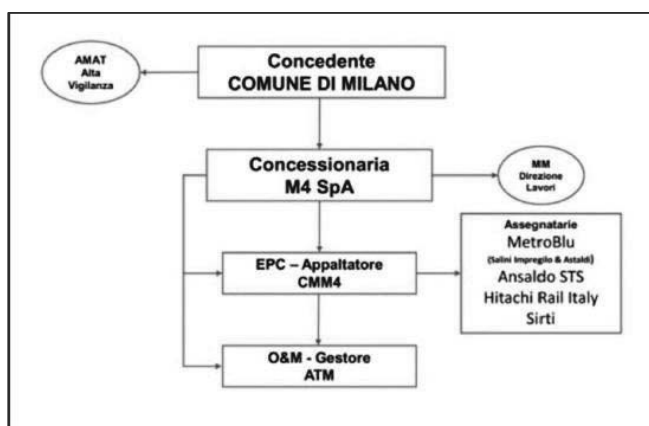 AMAT
Alta
Vigilanza
Concedente
COMUNE DI MILANO
Concessionaria
M4 SpA
MM
Direzione
Lavori
EPC – Appaltatore
CMM4
Assegnatarie
MetroBlu
(Salini Impregilo & Astaldi)
Ansaldo STS
Hitachi Rail Italy
Sirti
O&M - Gestore
ATM